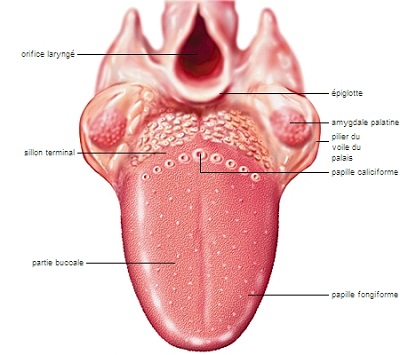 orifice laryngé
épiglotte
amygdale palatine
pilier du
voile du
palais
sillon terminal
papille caliciforme
partie buccale
papille fongiforme